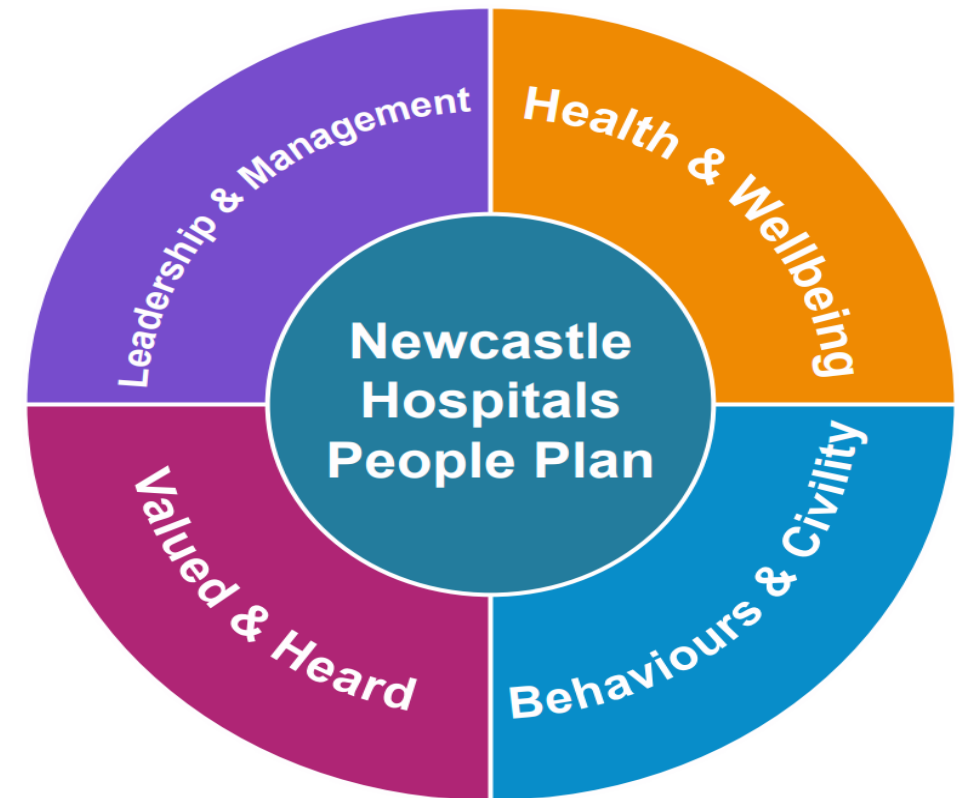 Leadership & Management
Health & Wellbeing
Newcastle
Hospitals
People Plan
Valued & Heard
Behaviours & Civility